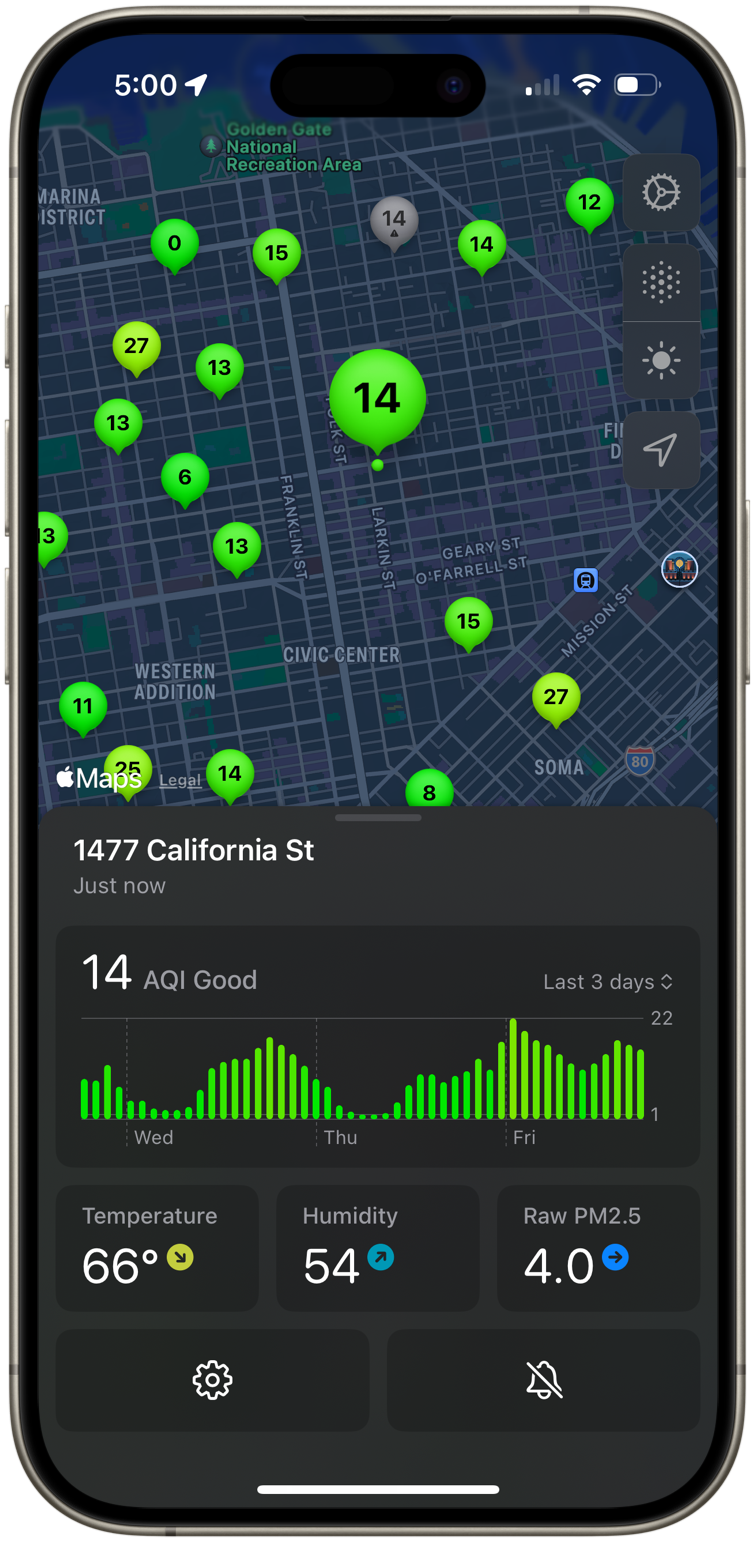 5:00
Golden Gate
National
Recreation Area
MARINA
DISTRICT
12
14
0
15
14
27
13
14
13
POLK ST
6
FRANKLIN ST
LARKIN ST
13
13
GEARY ST
O'FARRELL ST
15
MISSION ST
CIVIC CENTER
WESTERN
ADDITION
27
11
25
Maps
Legal
14
8
SOMA
80
1477 California St
Just now
14 AQI Good
Last 3 days
22
1
Wed
Thu
Fri
Temperature
66°
Humidity
54
Raw PM2.5
4.0